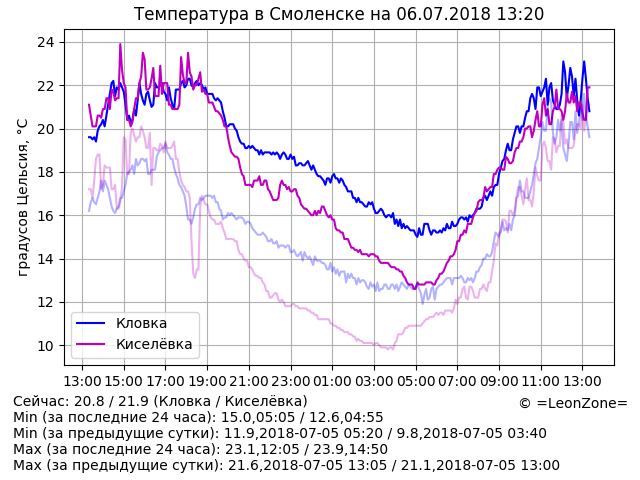 Температура в Смоленске на 06.07.2018 13:20
градусов Цельсия, °C
24
22
20
18
16
14
12
10
Кловка
Киселёвка
13:00 15:00 17:00 19:00 21:00 23:00 01:00 03:00 05:00 07:00 09:00 11:00 13:00
Сейчас: 20.8 / 21.9 (Кловка / Киселёвка)
© =LeonZone=
Min (за последние 24 часа): 15.0,05:05 / 12.6,04:55
Min (за предыдущие сутки): 11.9,2018-07-05 05:20 / 9.8,2018-07-05 03:40
Max (за последние 24 часа): 23.1,12:05 / 23.9,14:50
Max (за предыдущие сутки): 21.6,2018-07-05 13:05 / 21.1,2018-07-05 13:00